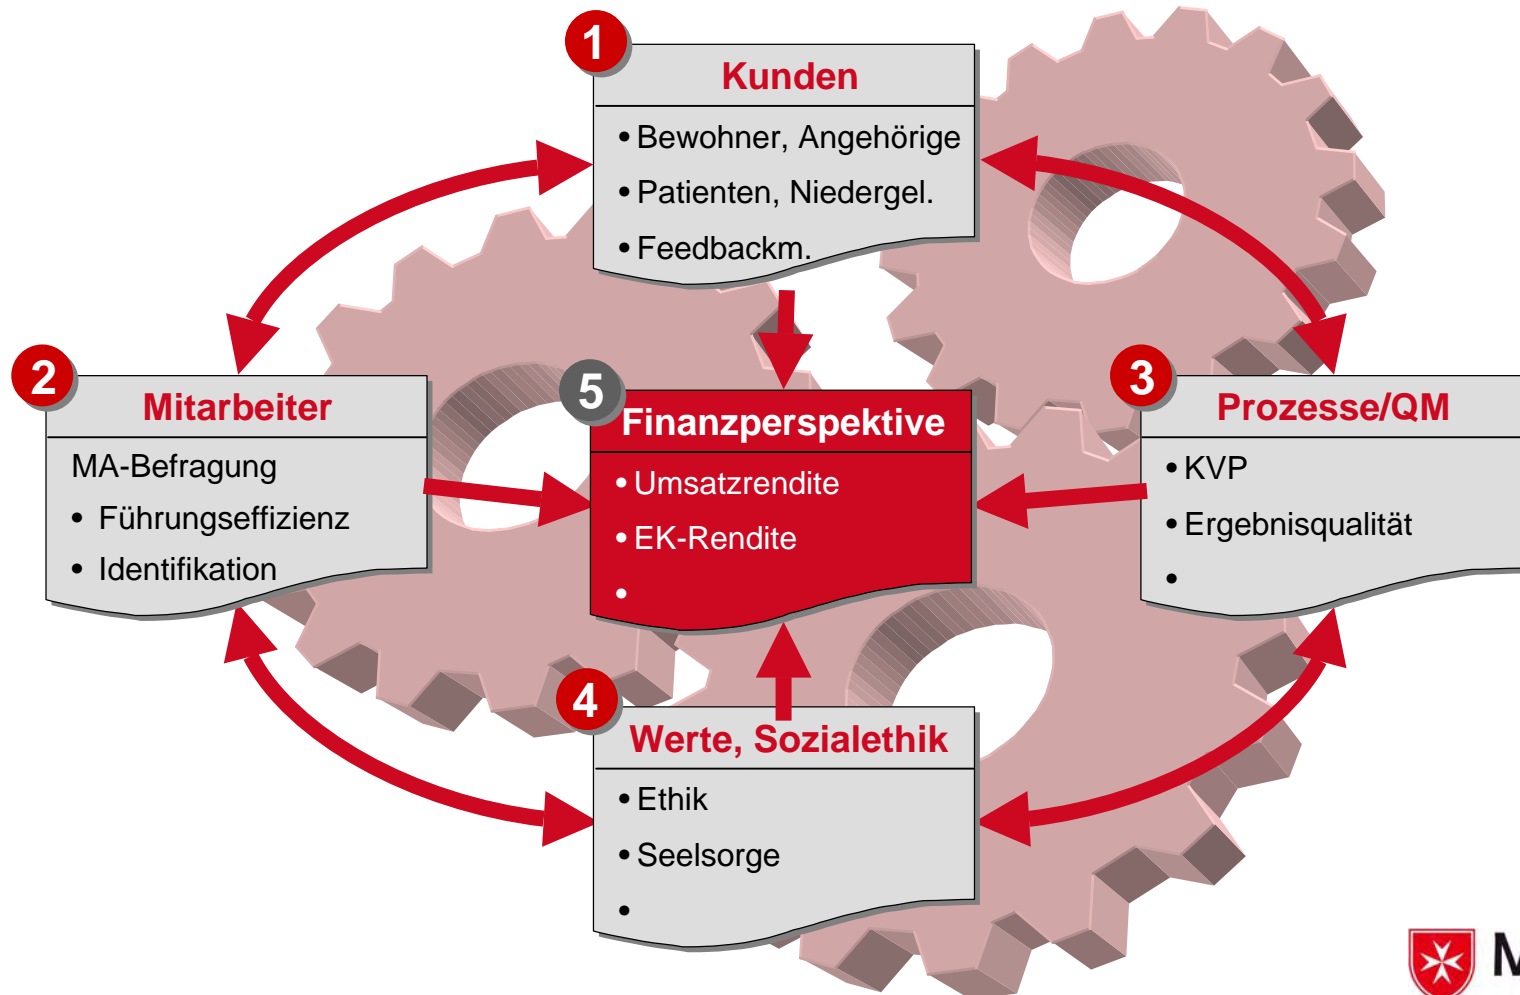 1
Kunden
• Bewohner, Angehörige
• Patienten, Niedergel.
• Feedbackm.
2
Mitarbeiter
MA-Befragung
• Führungseffizienz
• Identifikation
5
Finanzperspektive
• Umsatzrendite
• EK-Rendite
•
3
Prozesse/QM
• KVP
• Ergebnisqualität
•
4
Werte, Sozialethik
• Ethik
• Seelsorge
•
M